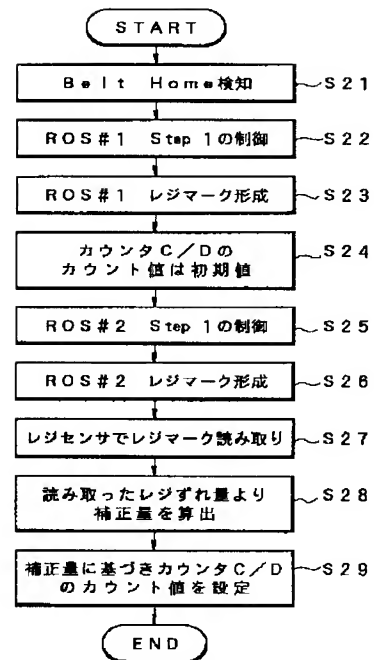 START
Belt Home検知
S21
ROS#1 Step 1の制御
S22
ROS#1 レジマーク形成
S23
カウンタC/Dの
カウント値は初期値
S24
ROS#2 Step 1の制御
S25
ROS#2 レジマーク形成
S26
レジセンサでレジマーク読み取り
S27
読み取ったレジずれ量より
補正量を算出
S28
補正量に基づきカウンタC/D
のカウント値を設定
S29
END